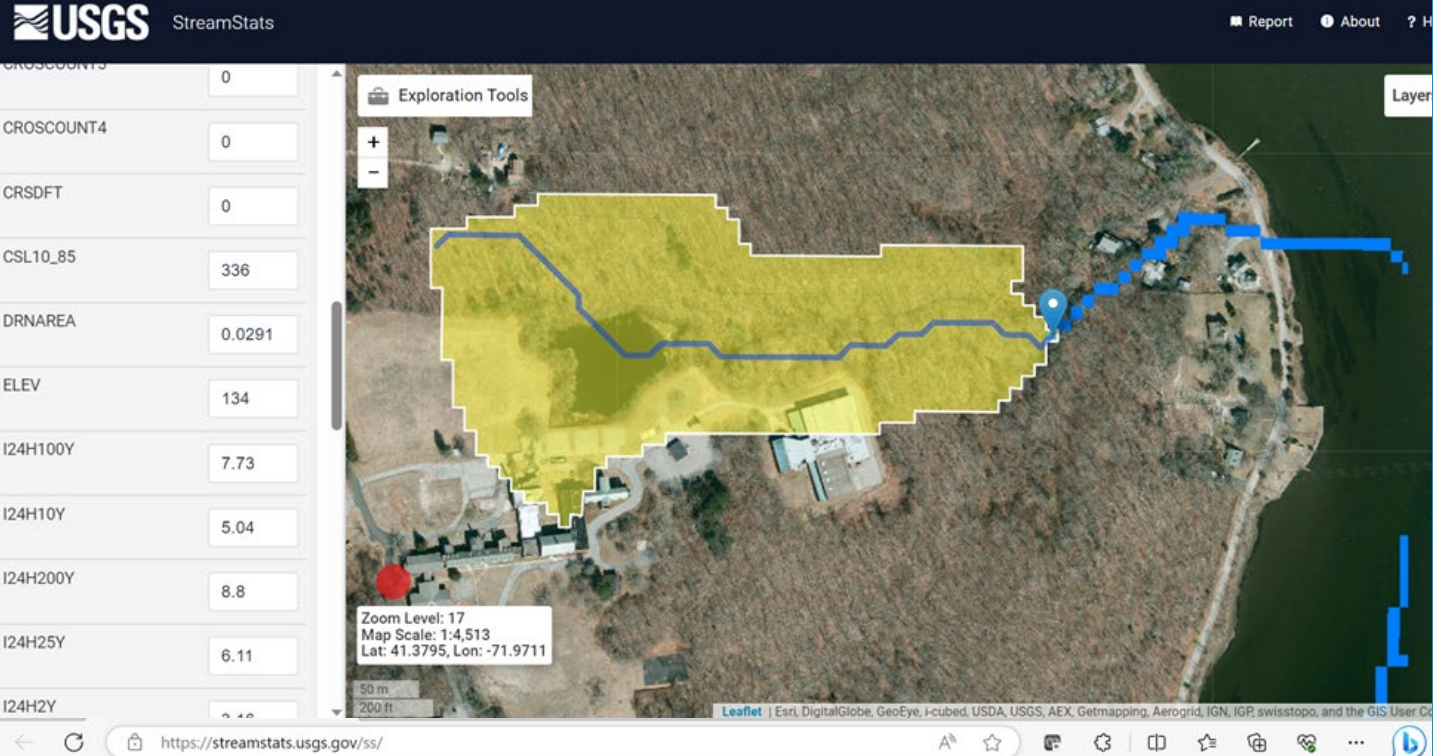 USGS StreamStats
Report About ? H
CROSCOUNT3
0
CROSCOUNT4
0
CRSDFT
0
CSL10_85
336
DRNAREA
0.0291
ELEV
134
I24H100Y
7.73
I24H10Y
5.04
I24H200Y
8.8
I24H25Y
6.11
I24H2Y
Exploration Tools
+
−
Layer
Zoom Level: 17
Map Scale: 1:4,513
Lat: 41.3795, Lon: -71.9711
50 m
200 ft
Leaflet | Esri, DigitalGlobe, GeoEye, i-cubed, USDA, USGS, AEX, Getmapping, Aerogrid, IGN, IGP, swisstopo, and the GIS User Co
https://streamstats.usgs.gov/ss/